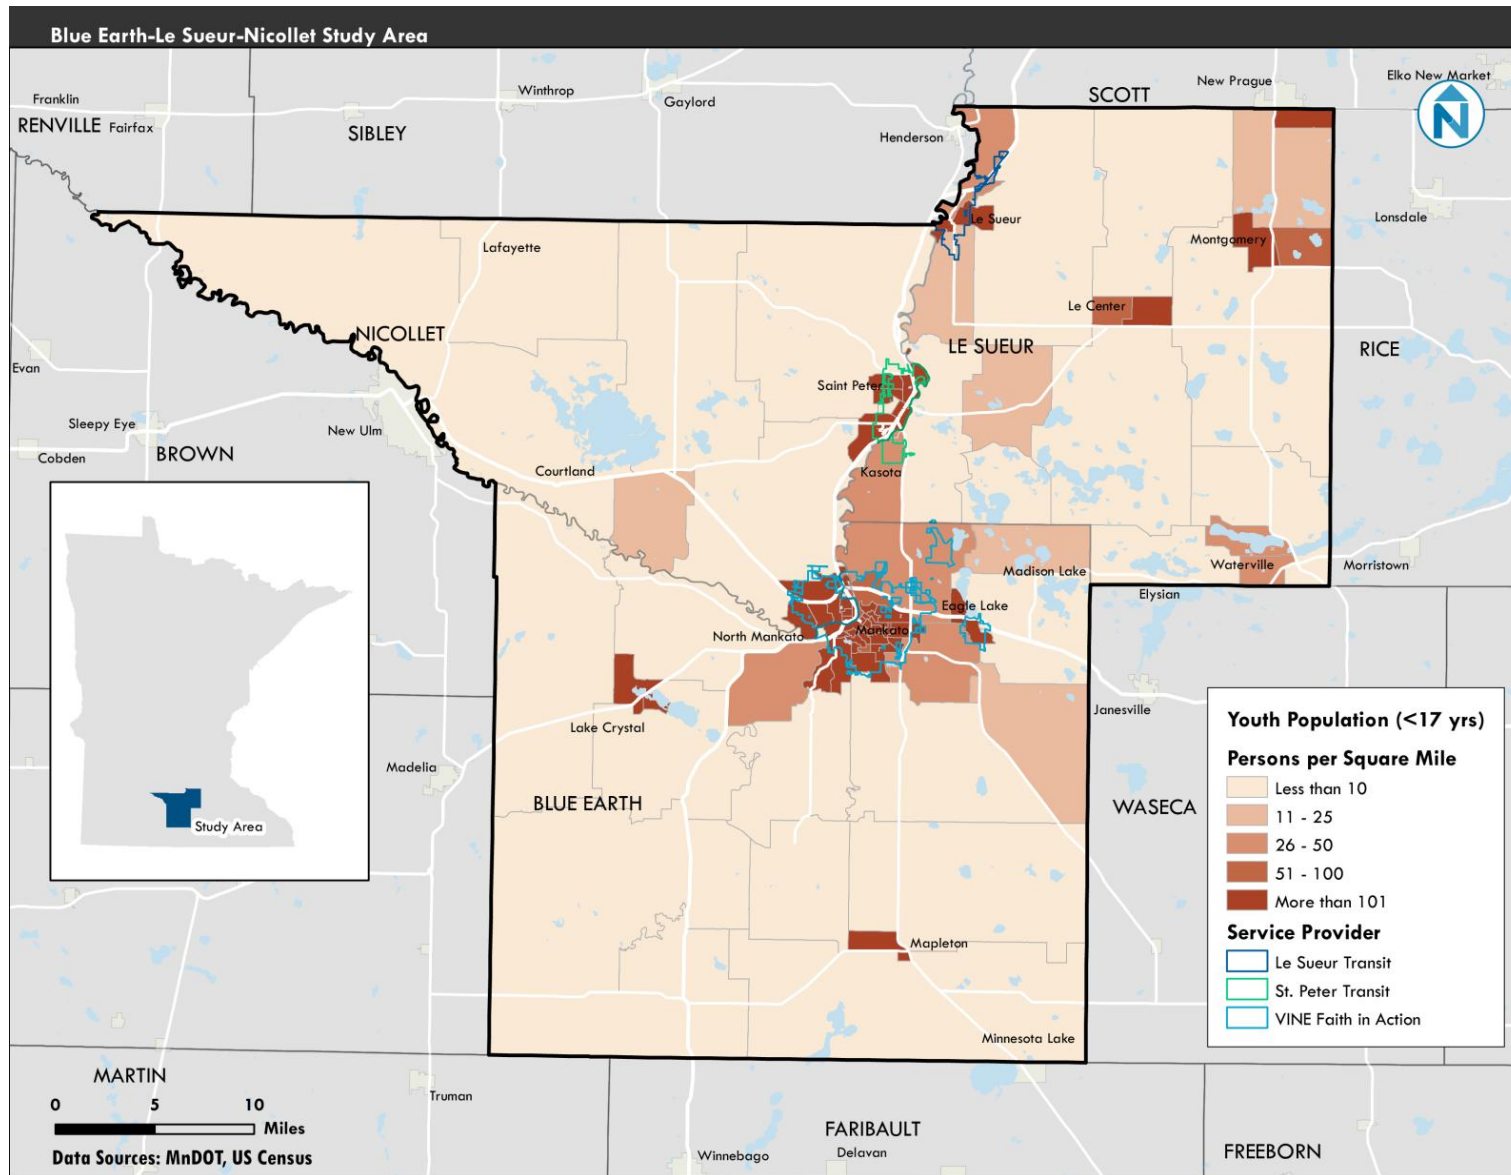 Blue Earth-Le Sueur-Nicollet Study Area
Franklin
RENVILLE
Fairfax
SIBLEY
Winthrop
Gaylord
Henderson
SCOTT
New Prague
Elko New Market
N
Lonsdale
Le Sueur
Montgomery
Lafayette
NICOLLET
Le Center
LE SUEUR
RICE
Evan
Saint Peter
Sleepy Eye
New Ulm
Cobden
BROWN
Courtland
Kasota
Madison Lake
Waterville
Morristown
Elysian
Eagle Lake
North Mankato
Mankato
Lake Crystal
Janesville
Madelia
BLUE EARTH
WASECA
Study Area
Mapleton
Minnesota Lake
Youth Population (<17 yrs)
Persons per Square Mile
Less than 10
11 - 25
26 - 50
51 - 100
More than 101
Service Provider
Le Sueur Transit
St. Peter Transit
VINE Faith in Action
MARTIN
Truman
FARIBAULT
Delavan
Winnebago
FREEBORN
0 5 10
Miles
Data Sources: MnDOT, US Census